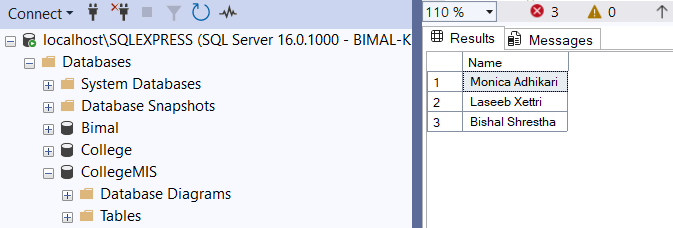 Connect
localhost\SQLEXPRESS (SQL Server 16.0.1000 - BIMAL-K
Databases
System Databases
Database Snapshots
Bimal
College
CollegeMIS
Database Diagrams
Tables
110 %
3
0
Results
Messages
Name
1 Monica Adhikari
2 Laseeb Xettri
3 Bishal Shrestha